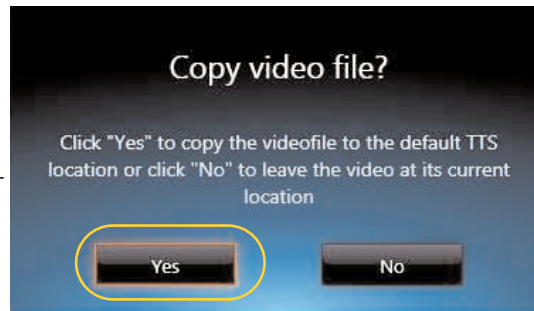 Copy video file?
Click "Yes" to copy the videofile to the default TTS
location or click "No" to leave the video at its current
location
Yes
No